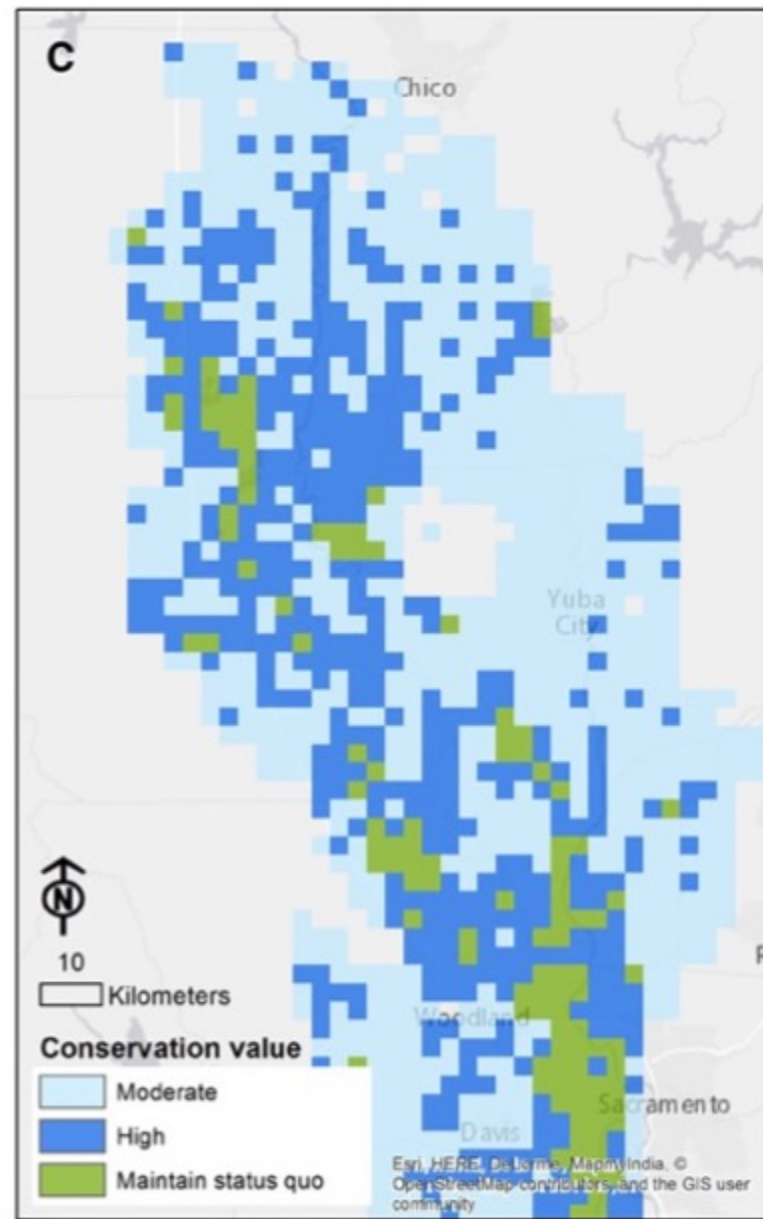 C
Chico
Yuba
City
N
10
Kilometers
Conservation value
Moderate
High
Maintain status quo
Woodland
Sacramento
Davis
Esri, HERE, DeLorme, MapmyIndia, ©
OpenStreetMap contributors, and the GIS user
community